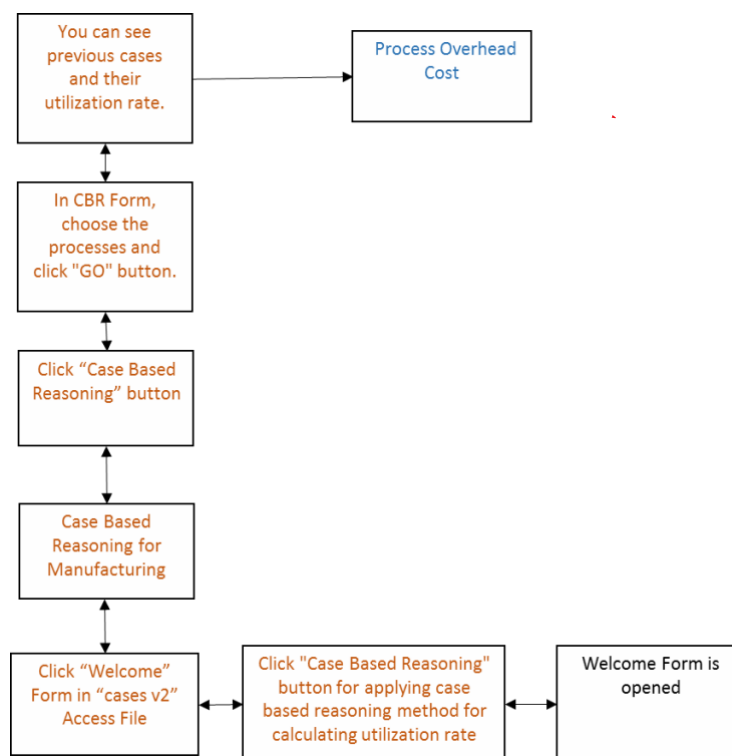 You can see
previous cases
and their
utilization rate.
Process Overhead
Cost
In CBR Form,
choose the
processes and
click "GO" button.
Click “Case Based
Reasoning” button
Case Based
Reasoning for
Manufacturing
Click “Welcome”
Form in “cases v2”
Access File
Click "Case Based Reasoning"
button for applying case
based reasoning method for
calculating utilization rate
Welcome Form is
opened